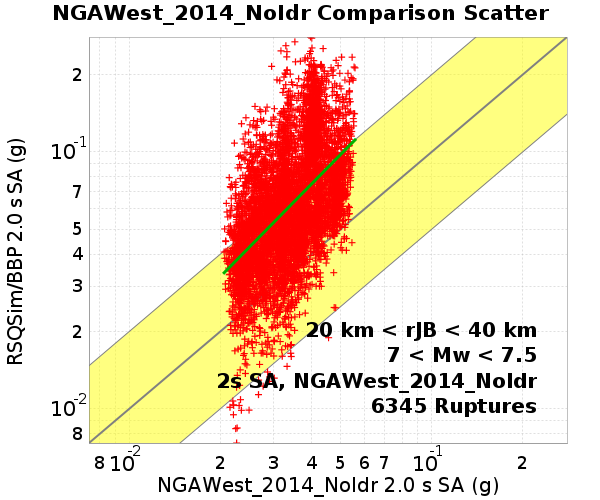 NGAWest_2014_NoIdr Comparison Scatter
RSQSim/BBP 2.0 s SA (g)
2
10-1
7
5
4
3
2
10-2
8
20 km < rJB < 40 km
7 < Mw < 7.5
2s SA, NGAWest_2014_NoIdr
6345 Ruptures
8 10-2 2 3 4 5 6 7 10-1 2
NGAWest_2014_NoIdr 2.0 s SA (g)